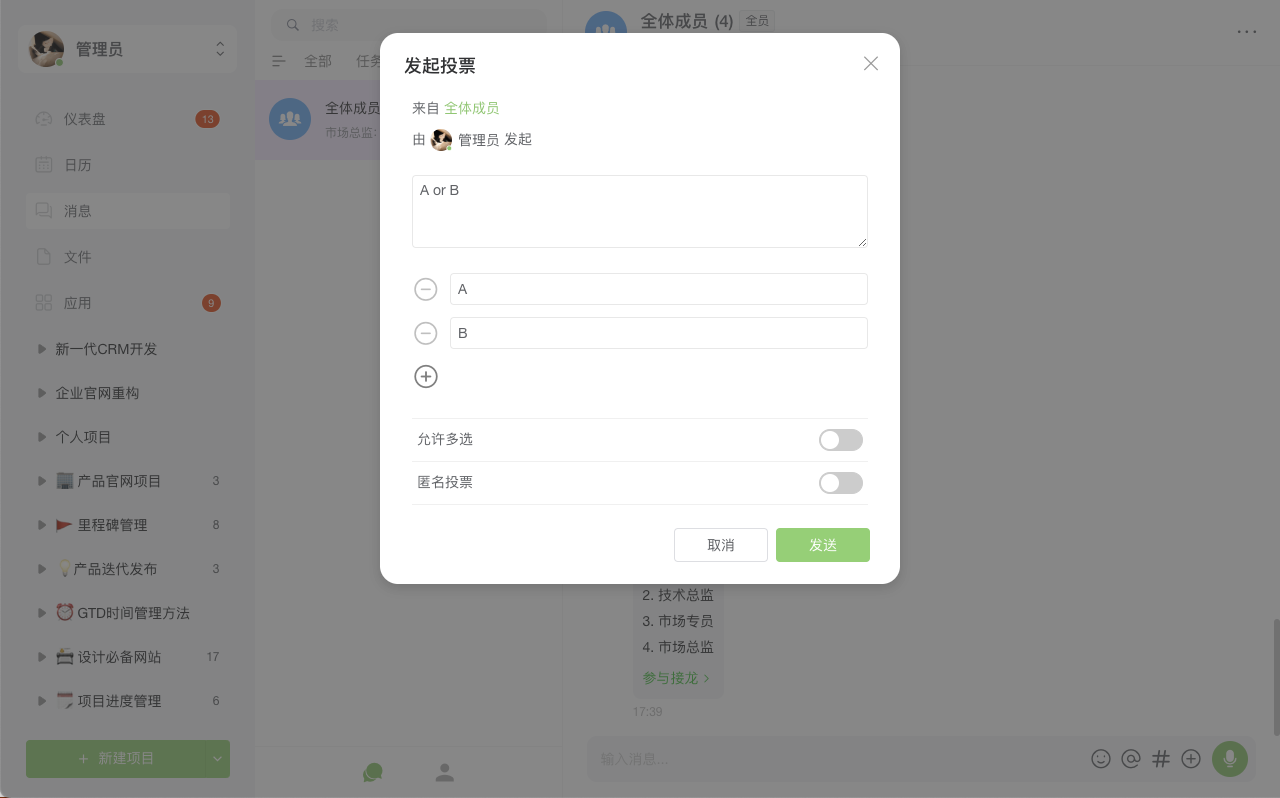 管理员
仪表盘
13
日历
消息
文件
应用
9
新一代CRM开发
企业官网重构
个人项目
产品官网项目
3
里程碑管理
8
产品迭代发布
3
GTD时间管理方法
设计必备网站
17
项目进度管理
6
新建项目
搜索
全部
任务
全体成员
市场总监:
全体成员 (4)
全员
发起投票
来自 全体成员
由 管理员 发起
A or B
A
B
允许多选
匿名投票
取消
发送
2. 技术总监
3. 市场专员
4. 市场总监
参与接龙
17:39
输入消息...